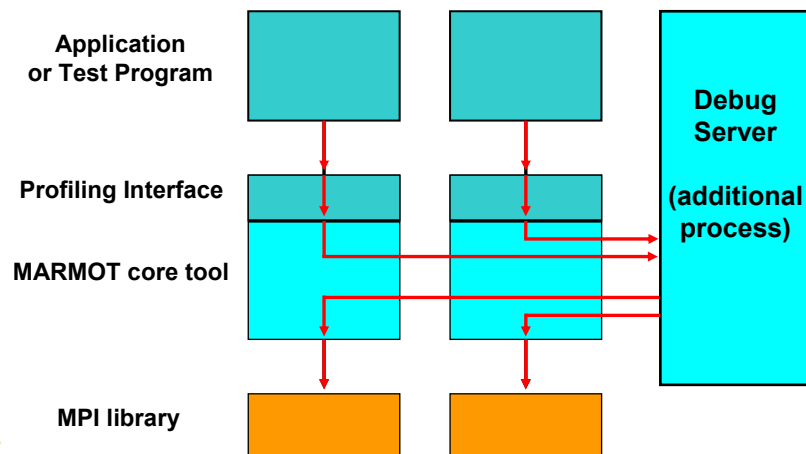 Application
or Test Program
Profiling Interface
MARMOT core tool
MPI library
Debug
Server
(additional
process)